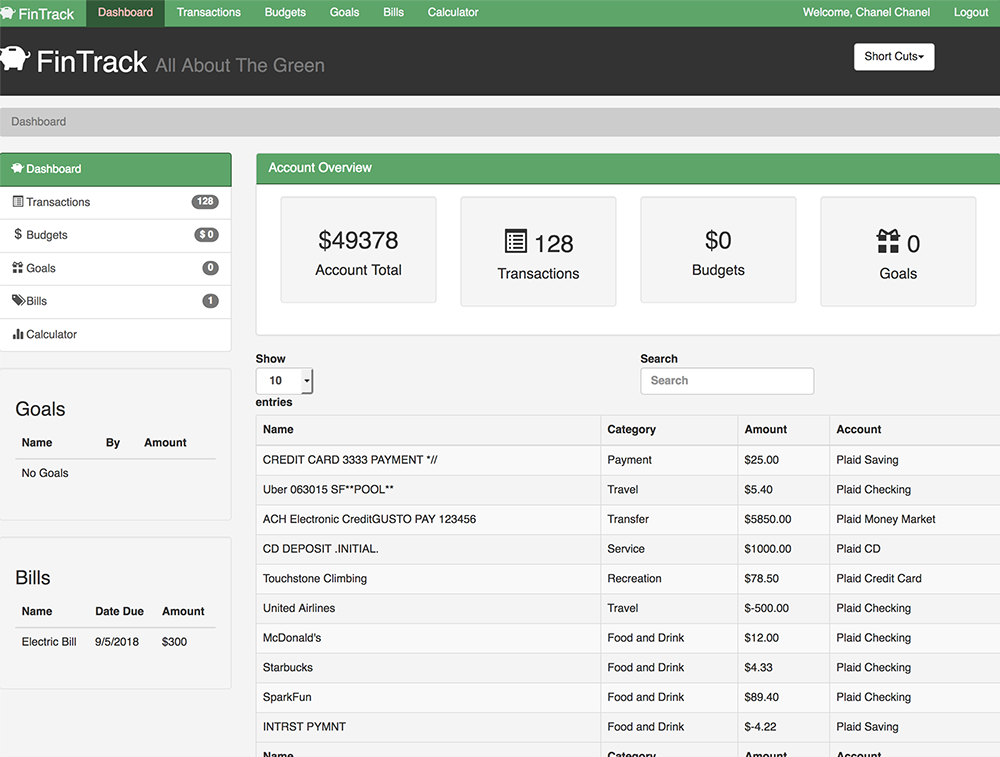 FinTrack Dashboard Transactions Budgets Goals Bills Calculator Welcome, Chanel Chanel Logout
FinTrack All About The Green Short Cuts
Dashboard
Dashboard
Transactions 128
$ Budgets $ 0
Goals 0
Bills 1
Calculator
Goals
Name By Amount
No Goals
Bills
Name Date Due Amount
Electric Bill 9/5/2018 $300
Account Overview
$49378
Account Total
128
Transactions
$0
Budgets
0
Goals
Show
10
entries
Search
Search
Name Category Amount Account
CREDIT CARD 3333 PAYMENT *// Payment $25.00 Plaid Saving
Uber 063015 SF**POOL** Travel $5.40 Plaid Checking
ACH Electronic CreditGUSTO PAY 123456 Transfer $5850.00 Plaid Money Market
CD DEPOSIT .INITIAL. Service $1000.00 Plaid CD
Touchstone Climbing Recreation $78.50 Plaid Credit Card
United Airlines Travel $-500.00 Plaid Checking
McDonald's Food and Drink $12.00 Plaid Checking
Starbucks Food and Drink $4.33 Plaid Checking
SparkFun Food and Drink $89.40 Plaid Checking
INTRST PYMNT Food and Drink $-4.22 Plaid Saving
Name Category Amount Account